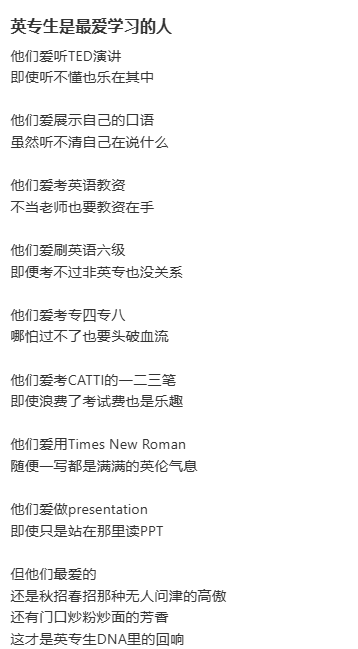 英专生是最爱学习的人
他们爱听TED演讲
即使听不懂也乐在其中
他们爱展示自己的口语
虽然听不清自己在说什么
他们爱考英语教资
不当老师也要教资在手
他们爱刷英语六级
即便考不过非英专也没关系
他们爱考专四专八
哪怕过不了也要头破血流
他们爱考CATTI的一二三笔
即使浪费了考试费也是乐趣
他们爱用Times New Roman
随便一写都是满满的英伦气息
他们爱做presentation
即使只是站在那里读PPT
但他们最爱的
还是秋招春招那种无人问津的高傲
还有门口炒粉炒面的芳香
这才是英专生DNA里的回响